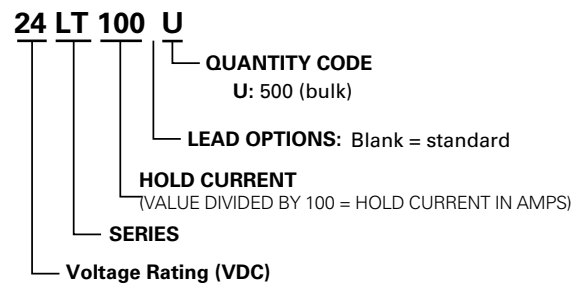 24 LT 100 U
QUANTITY CODE
U: 500 (bulk)
LEAD OPTIONS: Blank = standard
HOLD CURRENT
(VALUE DIVIDED BY 100 = HOLD CURRENT IN AMPS)
SERIES
Voltage Rating (VDC)